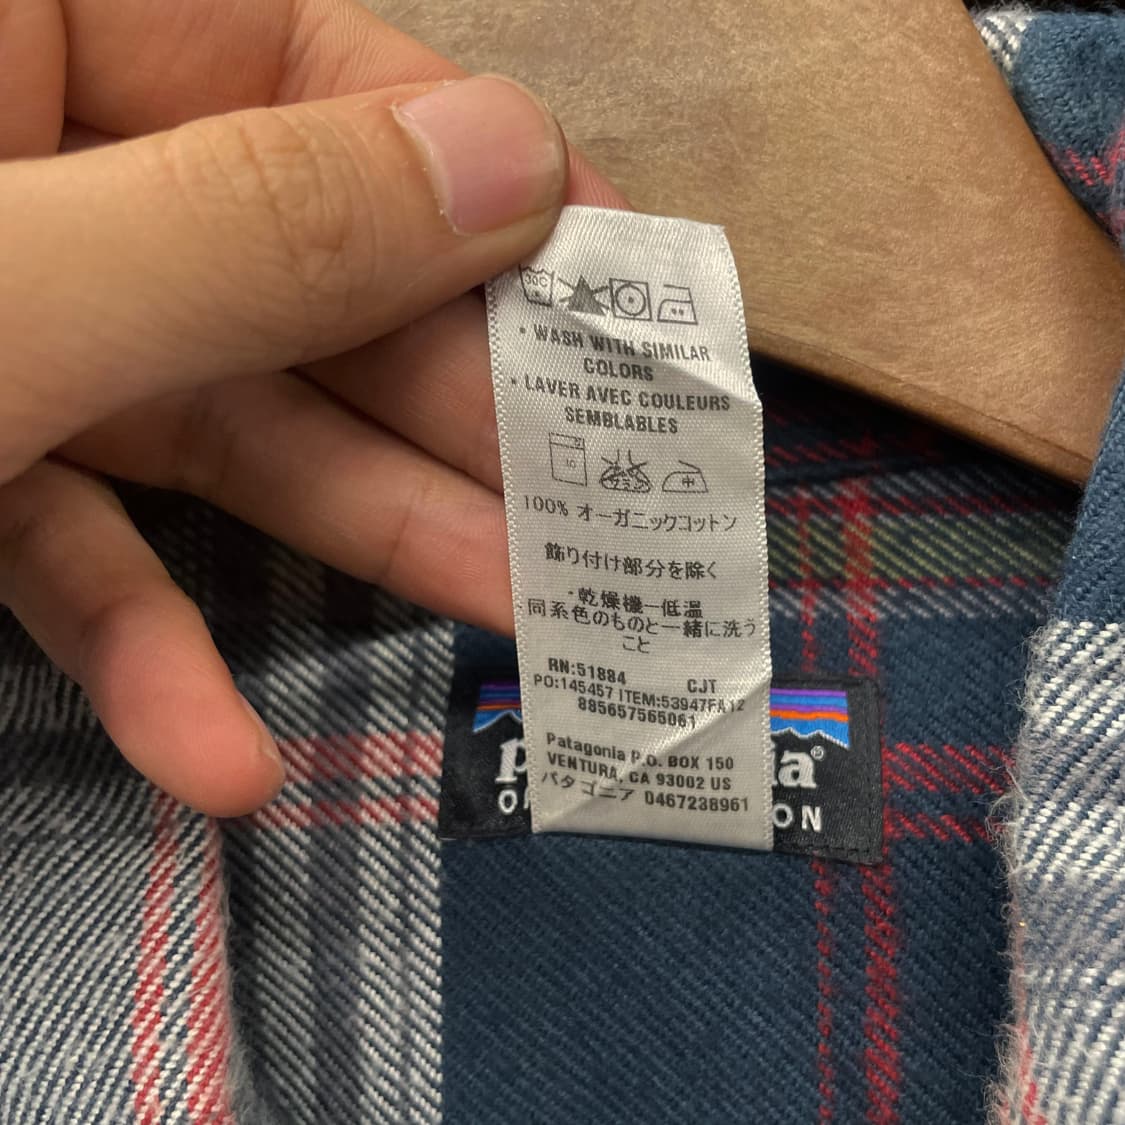 30C
• WASH WITH SIMILAR
COLORS
• LAVER AVEC COULEURS
SEMBLABLES
中
100% オーガニックコットン
飾り付け部分を除く
・乾燥機ー低温
同系色のものと一緒に洗う
こと
RN:51884 CJT
PO:145457 ITEM:53947FA12
885657565061
Patagonia P.O. BOX 150
VENTURA, CA 93002 US
パタゴニア 0467238961